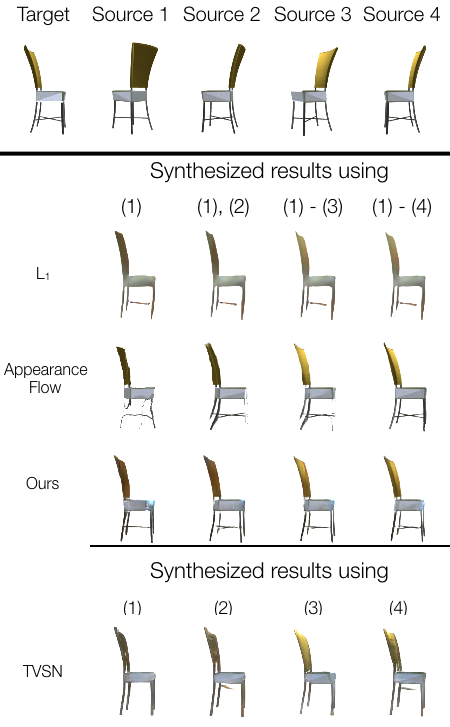 Target Source 1 Source 2 Source 3 Source 4
Synthesized results using
(1) (1), (2) (1) - (3) (1) - (4)
L₁
Appearance
Flow
Ours
Synthesized results using
(1) (2) (3) (4)
TVSN